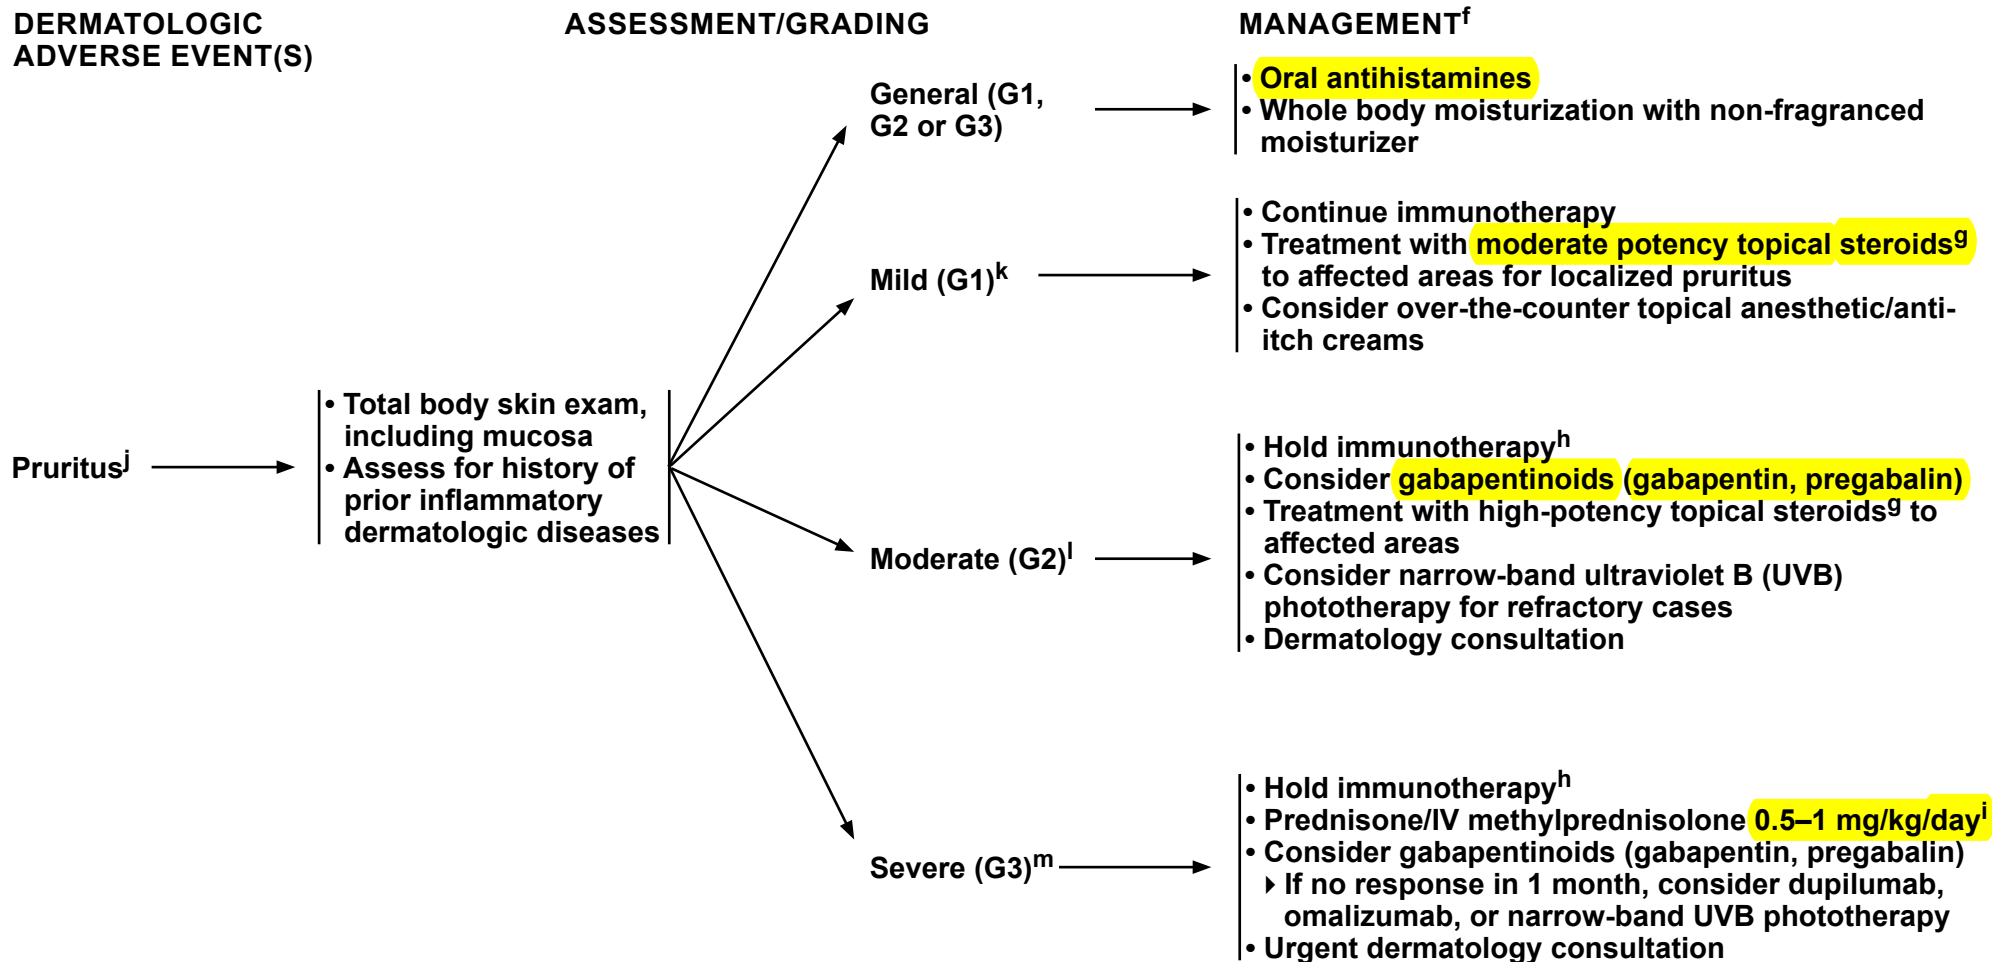 DERMATOLOGIC
ADVERSE EVENT(S)
ASSESSMENT/GRADING
MANAGEMENTf
Pruritusj
• Total body skin exam,
including mucosa
• Assess for history of
prior inflammatory
dermatologic diseases
General (G1,
G2 or G3)
• Oral antihistamines
• Whole body moisturization with non-fragranced
moisturizer
Mild (G1)k
• Continue immunotherapy
• Treatment with moderate potency topical steroidsg
to affected areas for localized pruritus
• Consider over-the-counter topical anesthetic/anti-
itch creams
Moderate (G2)l
• Hold immunotherapyh
• Consider gabapentinoids (gabapentin, pregabalin)
• Treatment with high-potency topical steroidsg to
affected areas
• Consider narrow-band ultraviolet B (UVB)
phototherapy for refractory cases
• Dermatology consultation
Severe (G3)m
• Hold immunotherapyh
• Prednisone/IV methylprednisolone 0.5–1 mg/kg/dayi
• Consider gabapentinoids (gabapentin, pregabalin)
▸ If no response in 1 month, consider dupilumab,
omalizumab, or narrow-band UVB phototherapy
• Urgent dermatology consultation